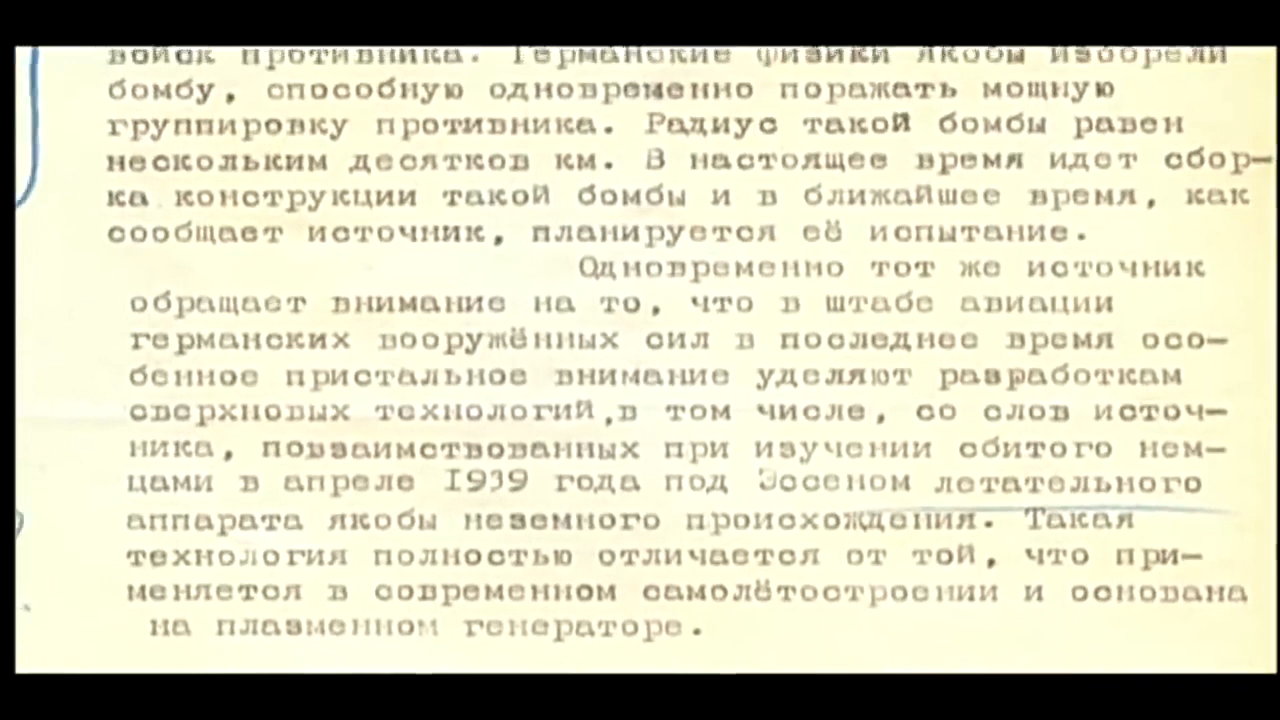 войск противника. Германские физики якобы изобрели
бомбу, способную одновременно поражать мощную
группировку противника. Радиус такой бомбы равен
нескольким десятков км. В настоящее время идет сбор-
ка конструкции такой бомбы и в ближайшее время, как
сообщает источник, планируется её испытание.
Одновременно тот же источник
обращает внимание на то, что в штабе авиации
германских вооружённых сил в последнее время осо-
бенное пристальное внимание уделяют разработкам
сверхновых технологий,в том числе, со слов источ-
ника, повзаимствованных при изучении сбитого нем-
цами в апреле 1939 года под Эссеном летательного
аппарата якобы неземного происхождения. Такая
технология полностью отличается от той, что при-
меняется в современном самолётостроении и основана
на плазменном генераторе.